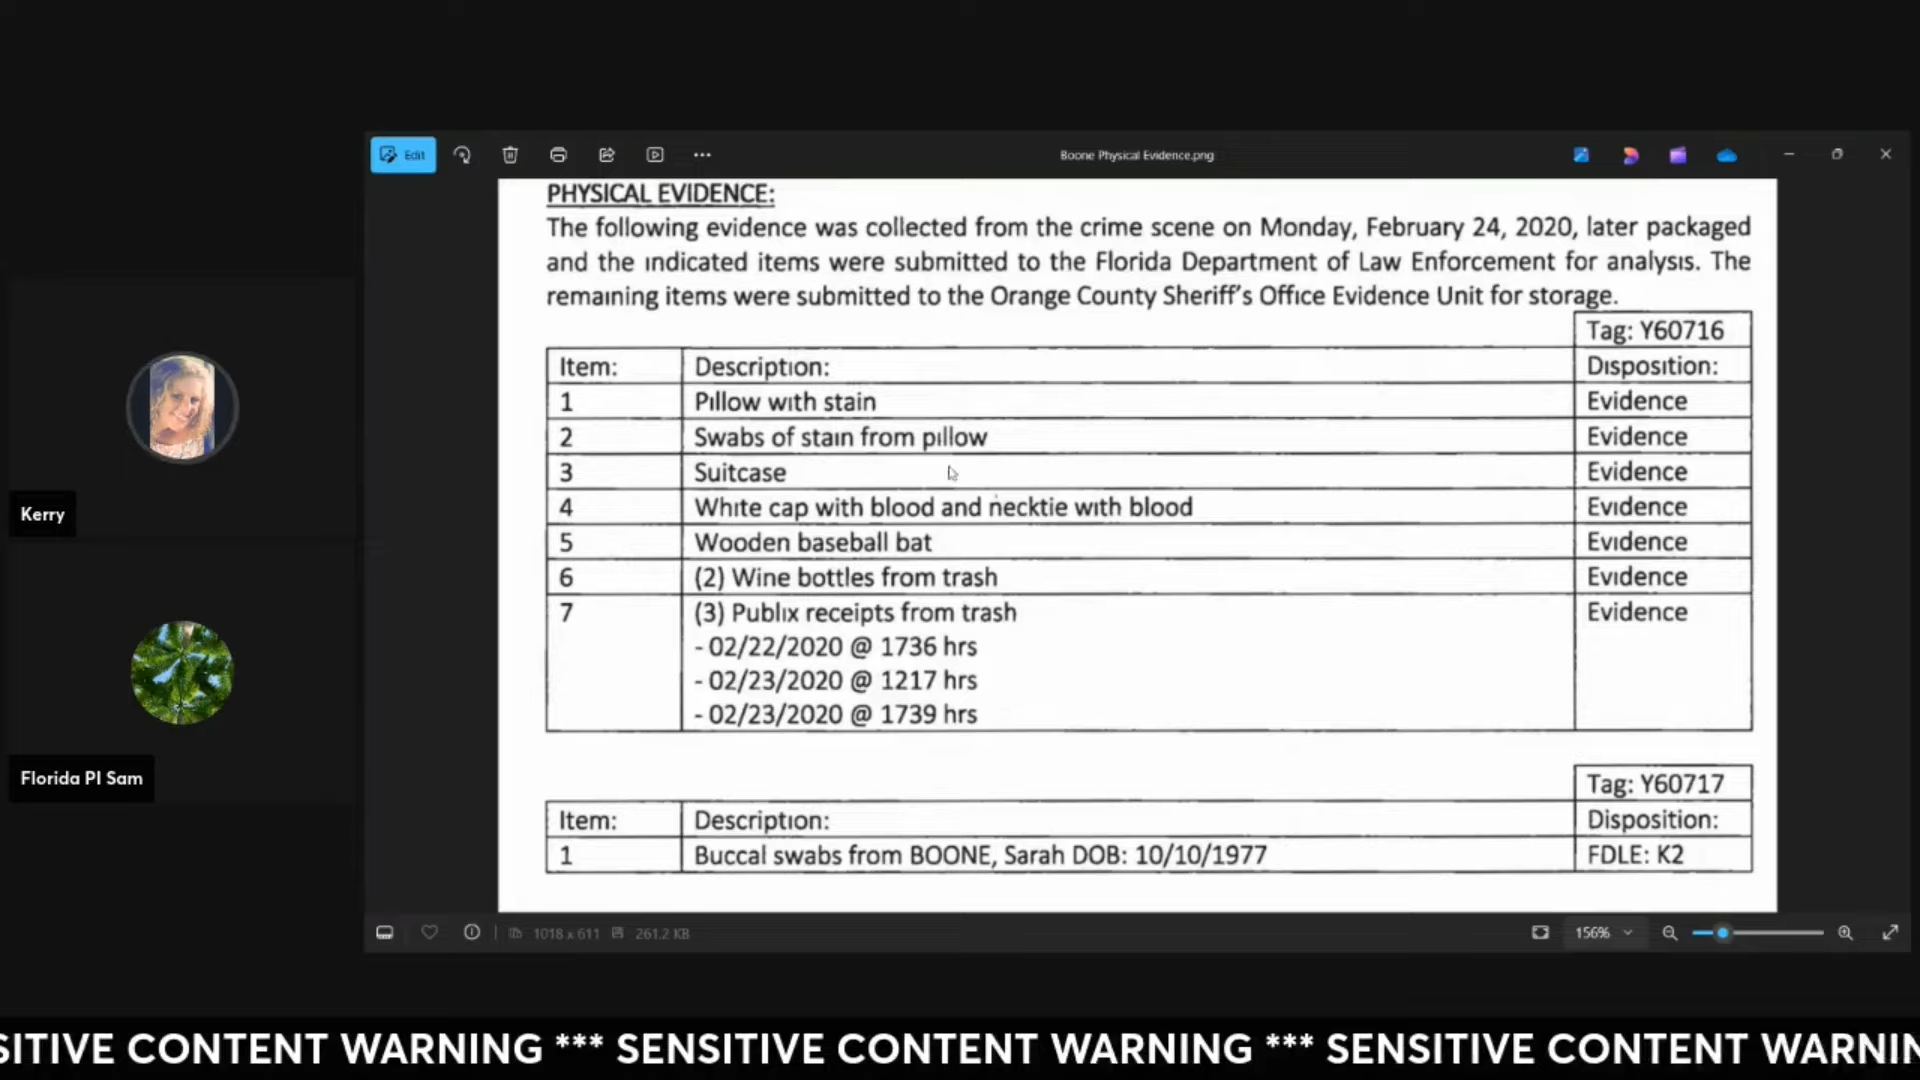 Edit
Boone Physical Evidence.png
PHYSICAL EVIDENCE:
The following evidence was collected from the crime scene on Monday, February 24, 2020, later packaged
and the indicated items were submitted to the Florida Department of Law Enforcement for analysis. The
remaining items were submitted to the Orange County Sheriff's Office Evidence Unit for storage.
Tag: Y60716
Item: Description: Disposition:
1 Pillow with stain Evidence
2 Swabs of stain from pillow Evidence
3 Suitcase Evidence
4 White cap with blood and necktie with blood Evidence
5 Wooden baseball bat Evidence
6 (2) Wine bottles from trash Evidence
7 (3) Publix receipts from trash Evidence
- 02/22/2020 @ 1736 hrs
- 02/23/2020 @ 1217 hrs
- 02/23/2020 @ 1739 hrs
Tag: Y60717
Item: Description: Disposition:
1 Buccal swabs from BOONE, Sarah DOB: 10/10/1977 FDLE: K2
Kerry
Florida PI Sam
1018 x 611 261.2 KB 156%
SITIVE CONTENT WARNING *** SENSITIVE CONTENT WARNING *** SENSITIVE CONTENT WARNIN